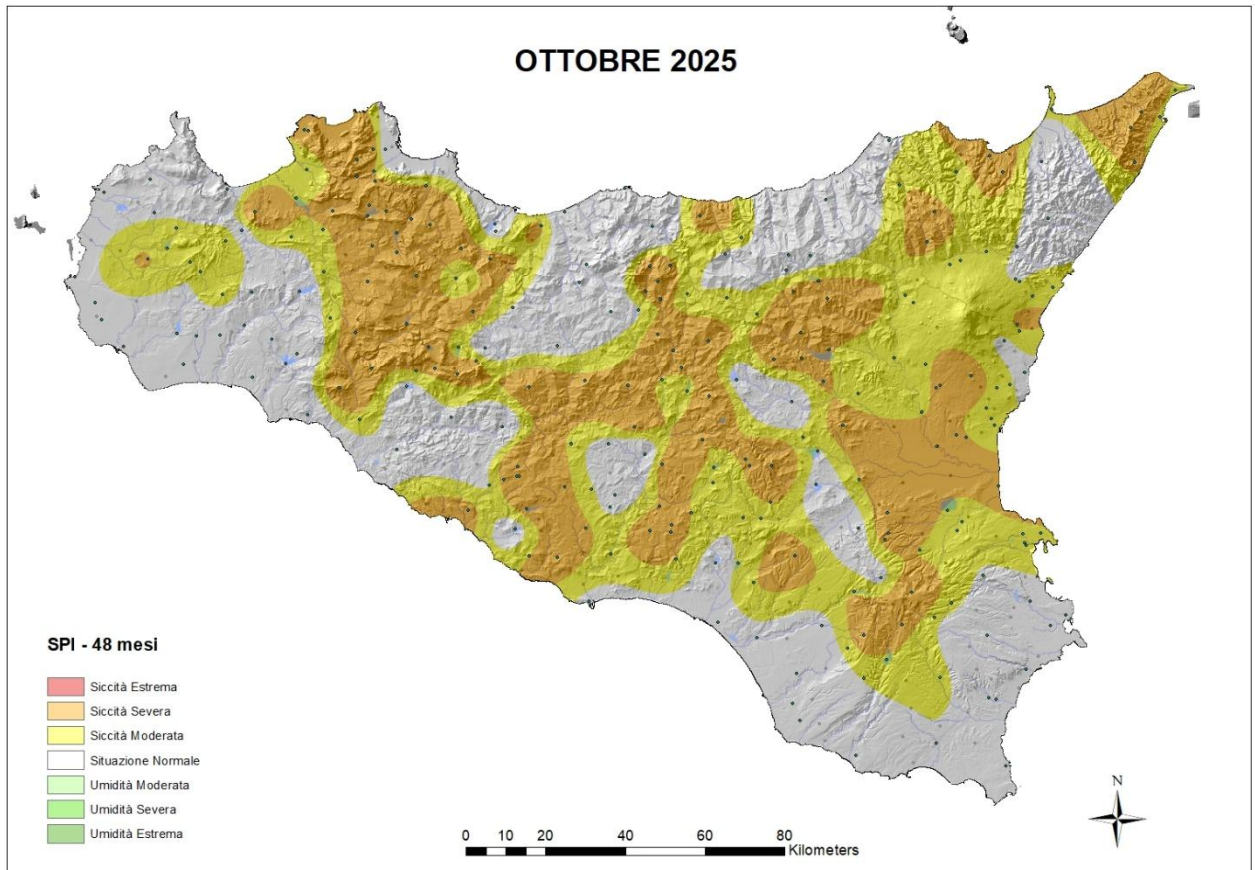 OTTOBRE 2025
SPI - 48 mesi
Siccità Estrema
Siccità Severa
Siccità Moderata
Situazione Normale
Umidità Moderata
Umidità Severa
Umidità Estrema
0 10 20 40 60 80
Kilometers
N